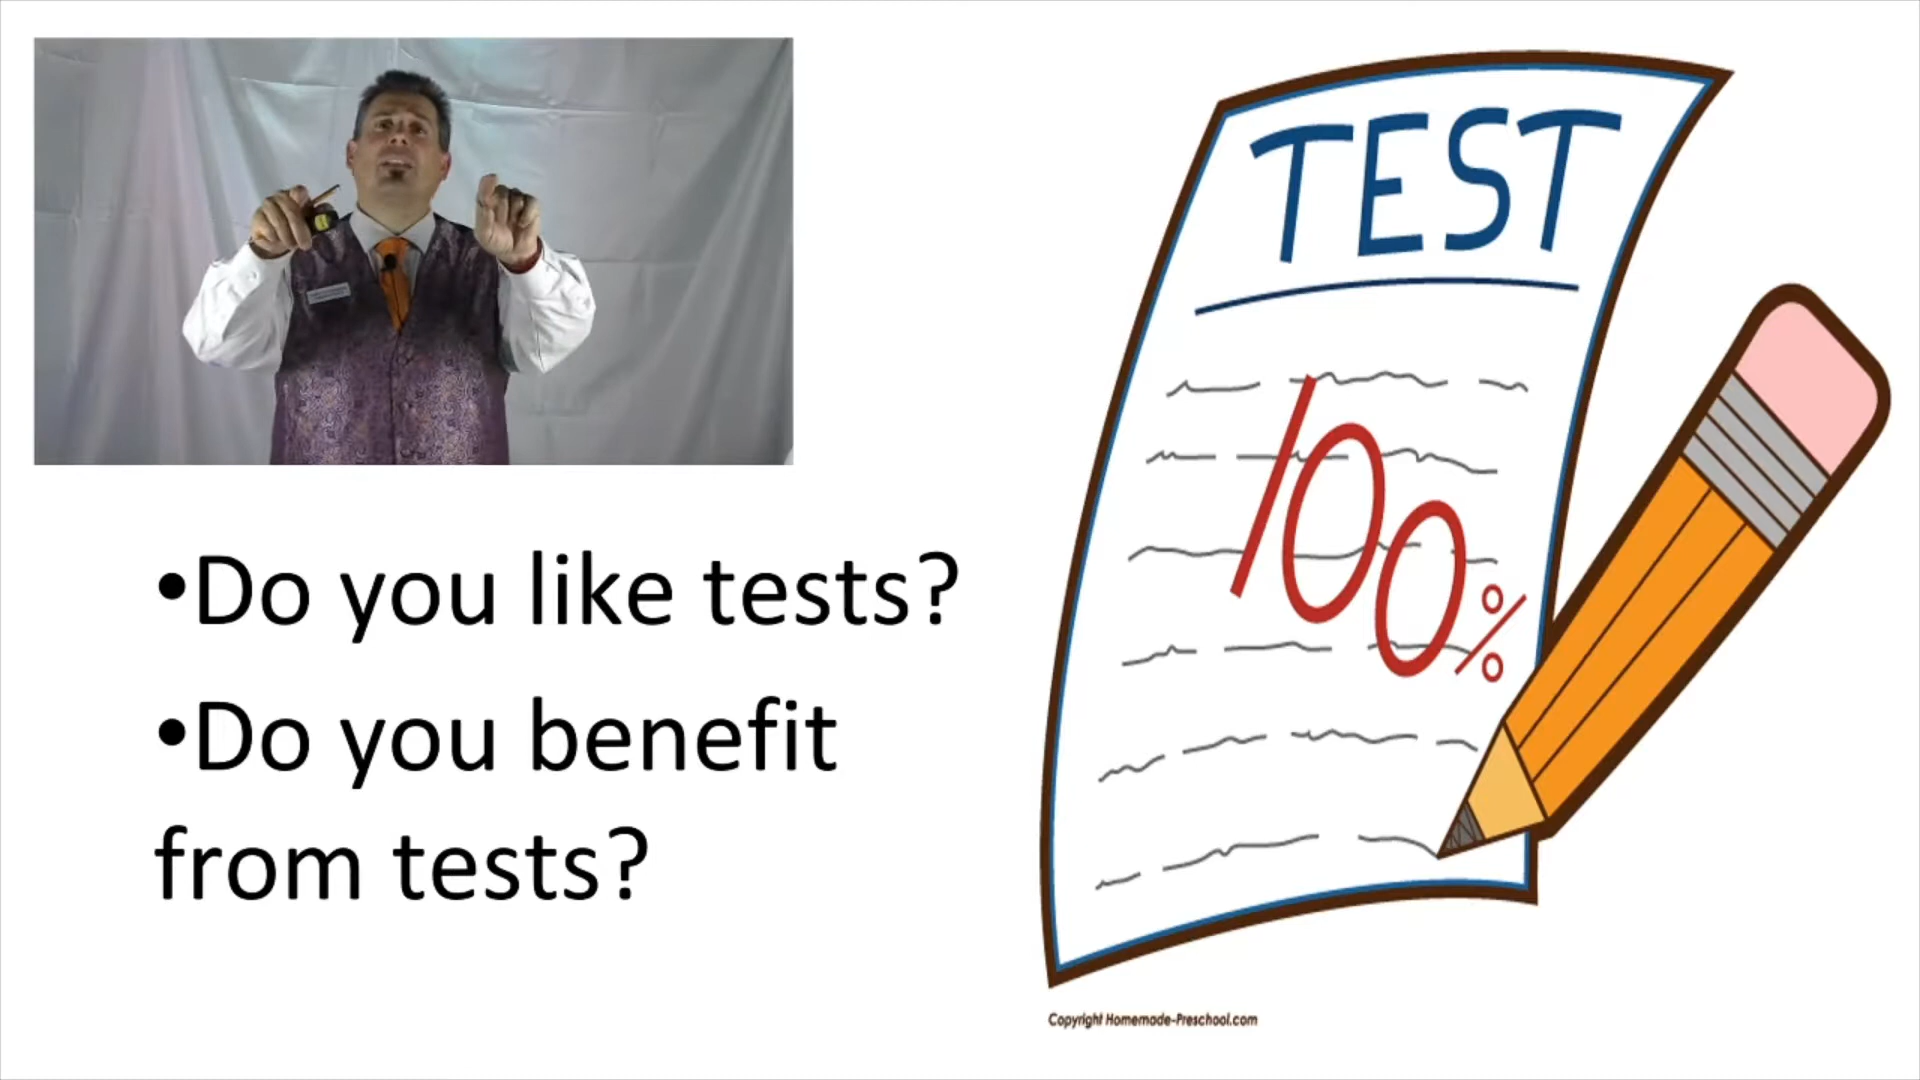 •Do you like tests?
•Do you benefit
from tests?
TEST
100%
Copyright Homemade-Preschool.com